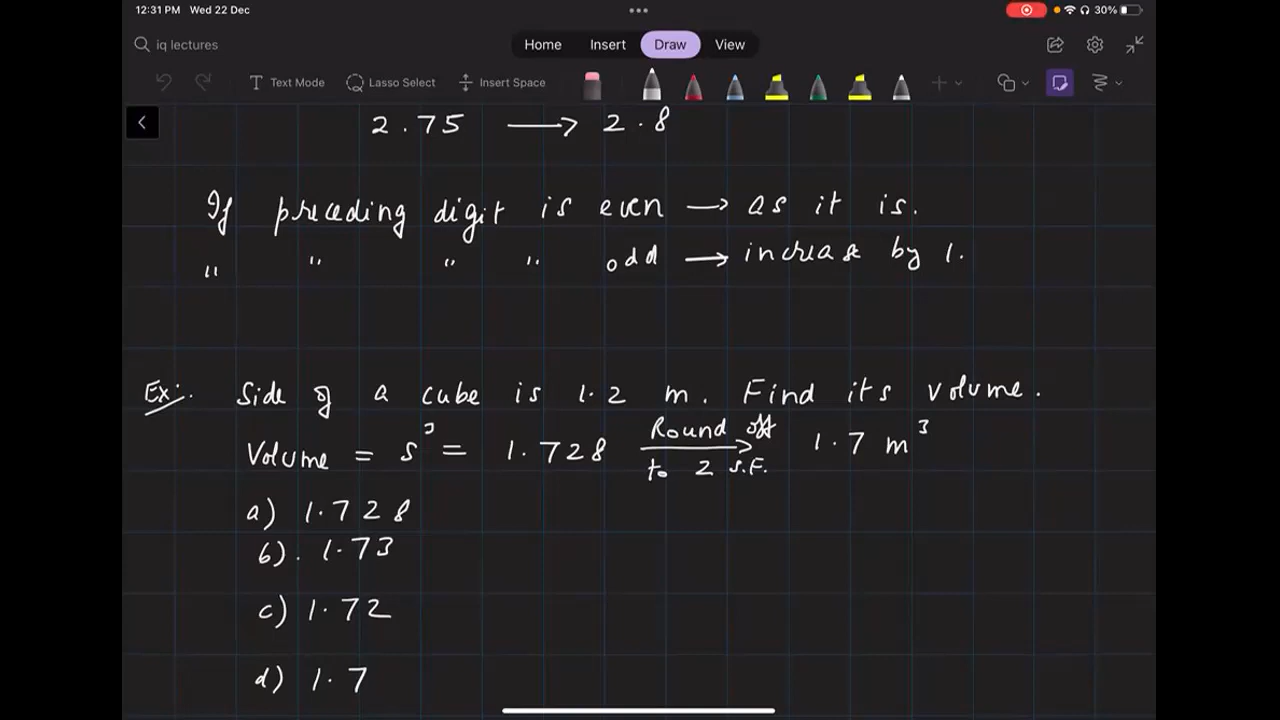 12:31 PM Wed 22 Dec
30%
iq lectures
Home Insert Draw View
Text Mode Lasso Select Insert Space
2.75 → 2.8
If preceding digit is even → as it is.
" " " " odd → increase by 1.
Ex:. Side of a cube is 1.2 m. Find its volume.
Volume = s³ = 1.728 Round off to 2 S.F. → 1.7 m³
a) 1.728
b). 1.73
c) 1.72
d) 1.7